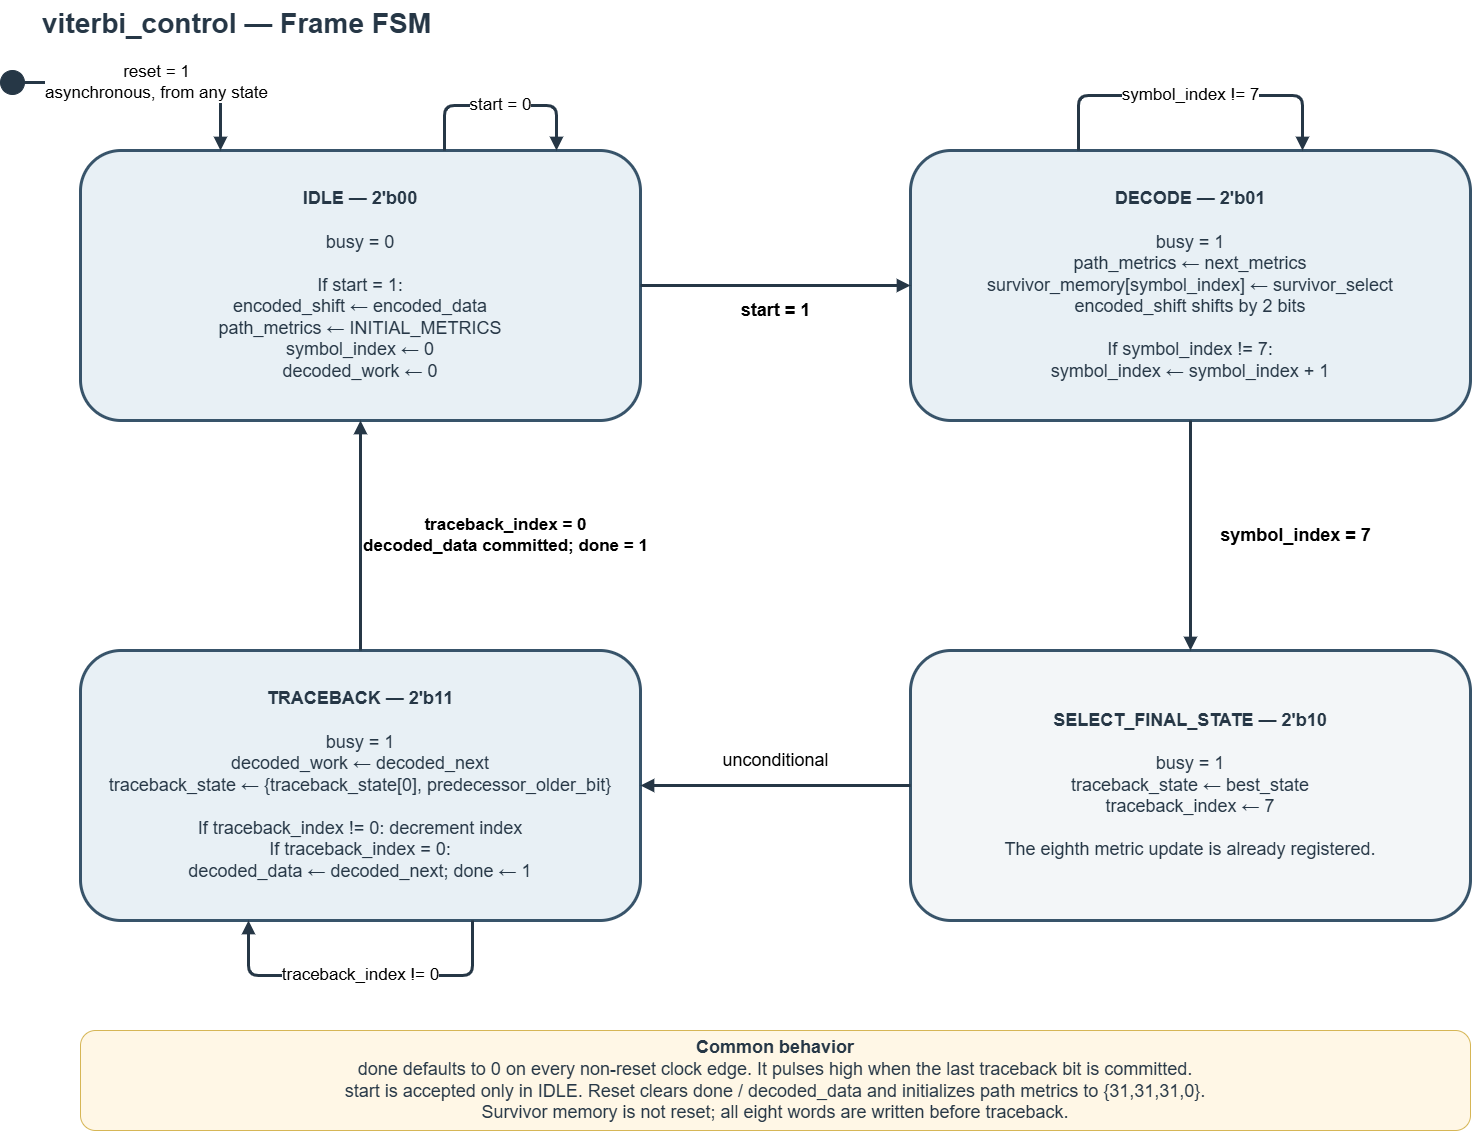 viterbi_control — Frame FSM
reset = 1
asynchronous, from any state
start = 0
symbol_index != 7
IDLE — 2'b00
busy = 0
If start = 1:
encoded_shift ← encoded_data
path_metrics ← INITIAL_METRICS
symbol_index ← 0
decoded_work ← 0
start = 1
DECODE — 2'b01
busy = 1
path_metrics ← next_metrics
survivor_memory[symbol_index] ← survivor_select
encoded_shift shifts by 2 bits
If symbol_index != 7:
symbol_index ← symbol_index + 1
traceback_index = 0
decoded_data committed; done = 1
symbol_index = 7
TRACEBACK — 2'b11
busy = 1
decoded_work ← decoded_next
traceback_state ← {traceback_state[0], predecessor_older_bit}
If traceback_index != 0: decrement index
If traceback_index = 0:
decoded_data ← decoded_next; done ← 1
unconditional
SELECT_FINAL_STATE — 2'b10
busy = 1
traceback_state ← best_state
traceback_index ← 7
The eighth metric update is already registered.
traceback_index != 0
Common behavior
done defaults to 0 on every non-reset clock edge. It pulses high when the last traceback bit is committed.
start is accepted only in IDLE. Reset clears done / decoded_data and initializes path metrics to {31,31,31,0}.
Survivor memory is not reset; all eight words are written before traceback.